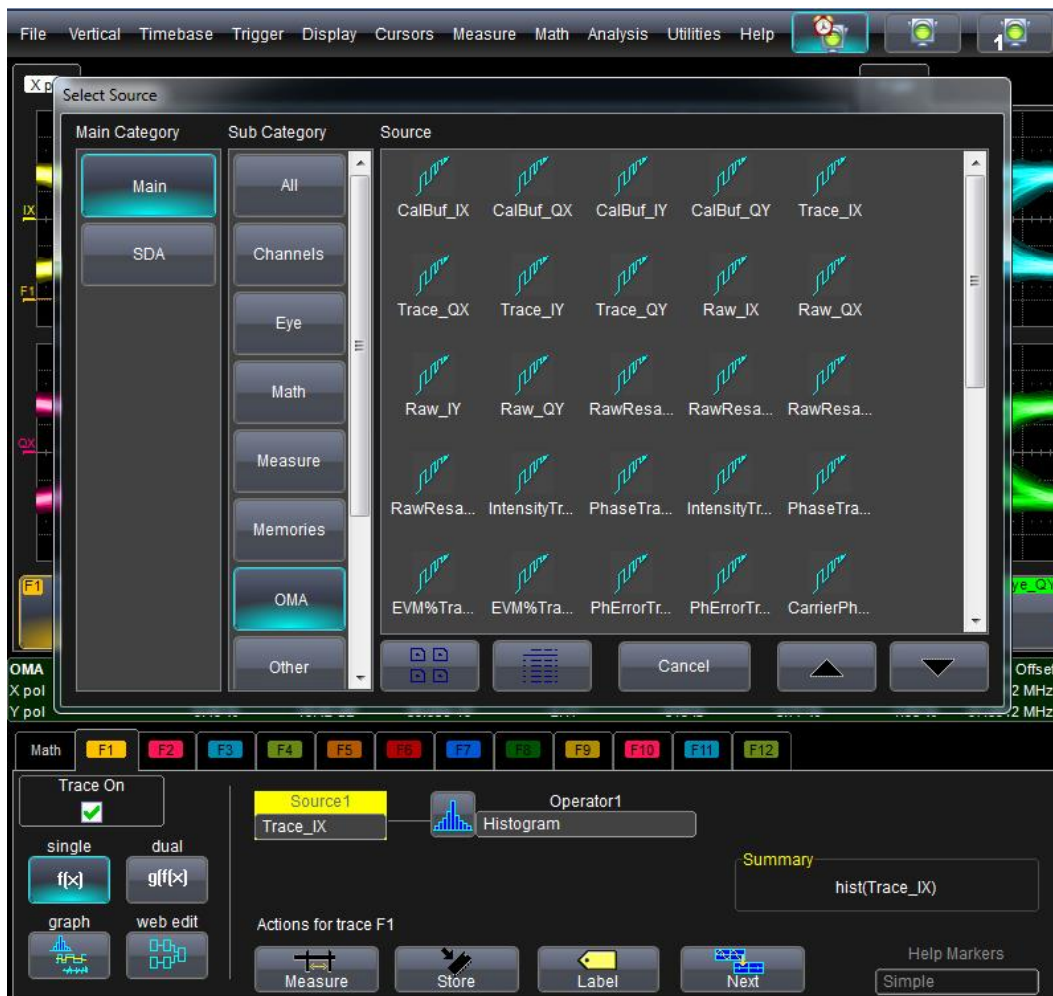 File Vertical Timebase Trigger Display Cursors Measure Math Analysis Utilities Help
1
X p
Select Source
Main Category Sub Category Source
Main All
CalBuf_IX CalBuf_QX CalBuf_IY CalBuf_QY Trace_IX
IX
SDA Channels
F1
Trace_QX Trace_IY Trace_QY Raw_IX Raw_QX
Eye
Math
Raw_IY Raw_QY RawResa... RawResa... RawResa...
QX
Measure
RawResa... IntensityTr... PhaseTra... IntensityTr... PhaseTra...
Memories
F1 OMA ye_QY
EVM%Tra... EVM%Tra... PhErrorTr... PhErrorTr... CarrierPh...
Other Cancel
OMA Offset
X pol 2 MHz
Y pol 2 MHz
Math F1 F2 F3 F4 F5 F6 F7 F8 F9 F10 F11 F12
Trace On
Source1 Operator1
Trace_IX Histogram
single dual
f(x) g(f(x))
Summary
hist(Trace_IX)
graph web edit
Actions for trace F1
Measure Store Label Next
Help Markers
Simple